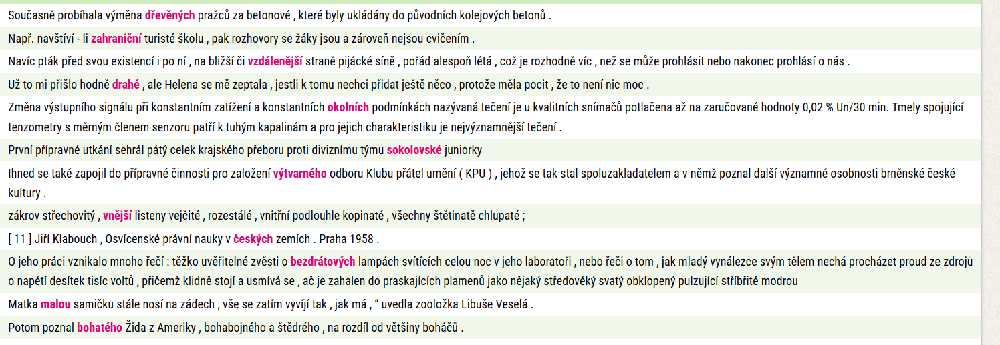 Současně probíhala výměna dřevěných pražců za betonové , které byly ukládány do původních kolejových betonů .
Např. navštíví - li zahraniční turisté školu , pak rozhovory se žáky jsou a zároveň nejsou cvičením .
Navíc pták před svou existencí i po ní , na bližší či vzdálenější straně pijácké síně , pořád alespoň létá , což je rozhodně víc , než se může prohlásit nebo nakonec prohlásí o nás .
Už to mi přišlo hodně drahé , ale Helena se mě zeptala , jestli k tomu nechci přidat ještě něco , protože měla pocit , že to není nic moc .
Změna výstupního signálu při konstantním zatížení a konstantních okolních podmínkách nazývaná tečení je u kvalitních snímačů potlačena až na zaručované hodnoty 0,02 % Un/30 min. Tmely spojující
tenzometry s měrným členem senzoru patří k tuhým kapalinám a pro jejich charakteristiku je nejvýznamnější tečení .
První přípravné utkání sehrál pátý celek krajského přeboru proti diviznímu týmu sokolovské juniorky
Ihned se také zapojil do přípravné činnosti pro založení výtvarného odboru Klubu přátel umění ( KPU ) , jehož se tak stal spoluzakladatelem a v němž poznal další významné osobnosti brněnské české
kultury .
zákrov střechovitý , vnější listeny vejčité , rozestálé , vnitřní podlouhle kopinaté , všechny štětinatě chlupaté ;
[ 11 ] Jiří Klabouch , Osvícenské právní nauky v českých zemích . Praha 1958 .
O jeho práci vznikalo mnoho řečí : těžko uvěřitelné zvěsti o bezdrátových lampách svítících celou noc v jeho laboratoři , nebo řeči o tom , jak mladý vynálezce svým tělem nechá procházet proud ze zdrojů
o napětí desítek tisíc voltů , přičemž klidně stojí a usmívá se , ač je zahalen do praskajících plamenů jako nějaký středověký svatý obklopený pulzující stříbřitě modrou
Matka malou samičku stále nosí na zádech , vše se zatím vyvíjí tak , jak má , “ uvedla zooložka Libuše Veselá .
Potom poznal bohatého Žida z Ameriky , bohabojného a štědrého , na rozdíl od většiny boháčů .